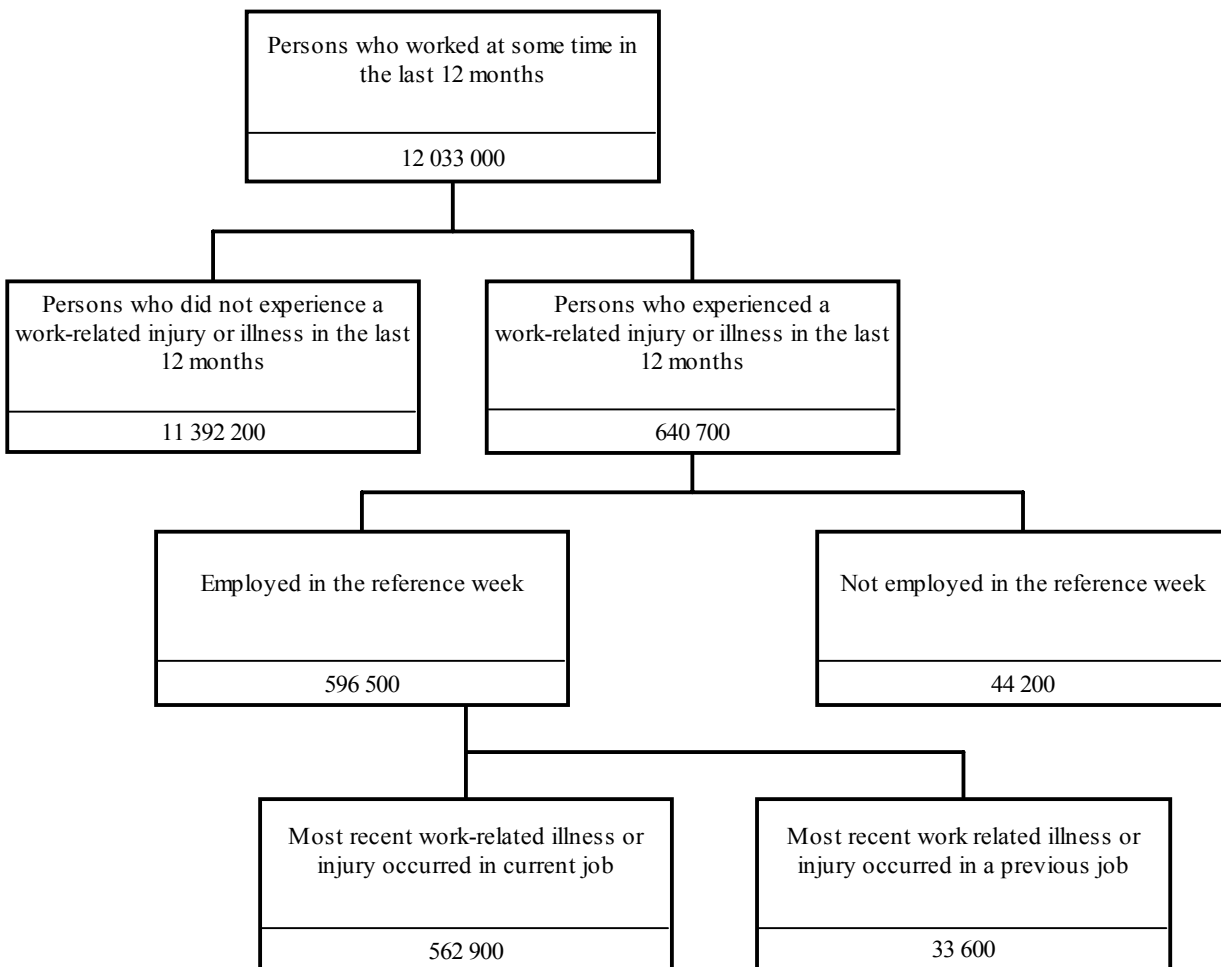 Persons who worked at some time in
the last 12 months
12 033 000
Persons who did not experience a
work-related injury or illness in the last
12 months
11 392 200
Persons who experienced a
work-related injury or illness in the last
12 months
640 700
Employed in the reference week
596 500
Not employed in the reference week
44 200
Most recent work-related illness or
injury occurred in current job
562 900
Most recent work related illness or
injury occurred in a previous job
33 600